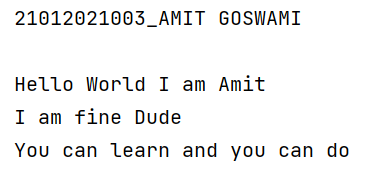 21012021003_AMIT GOSWAMI
Hello World I am Amit
I am fine Dude
You can learn and you can do